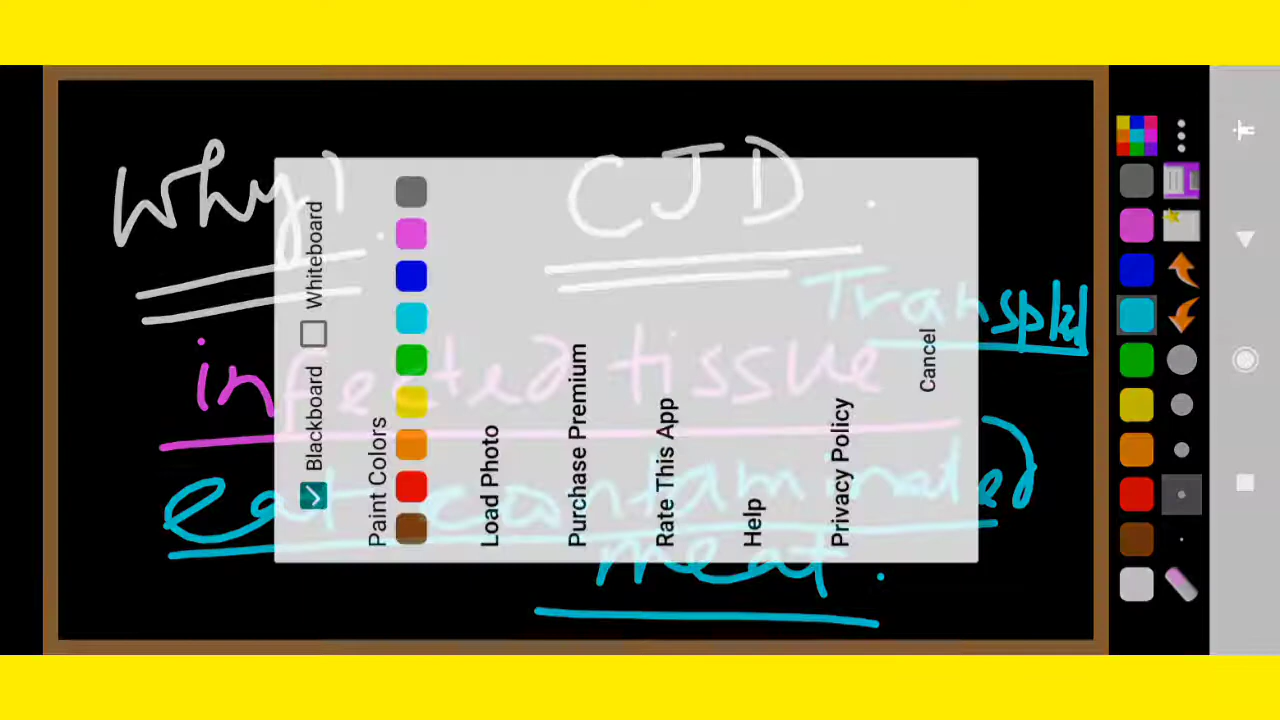 Why?
CJD.
Transpld
infected tissue
eat contaminated
meat.
Blackboard
Whiteboard
Paint Colors
Load Photo
Purchase Premium
Rate This App
Help
Privacy Policy
Cancel